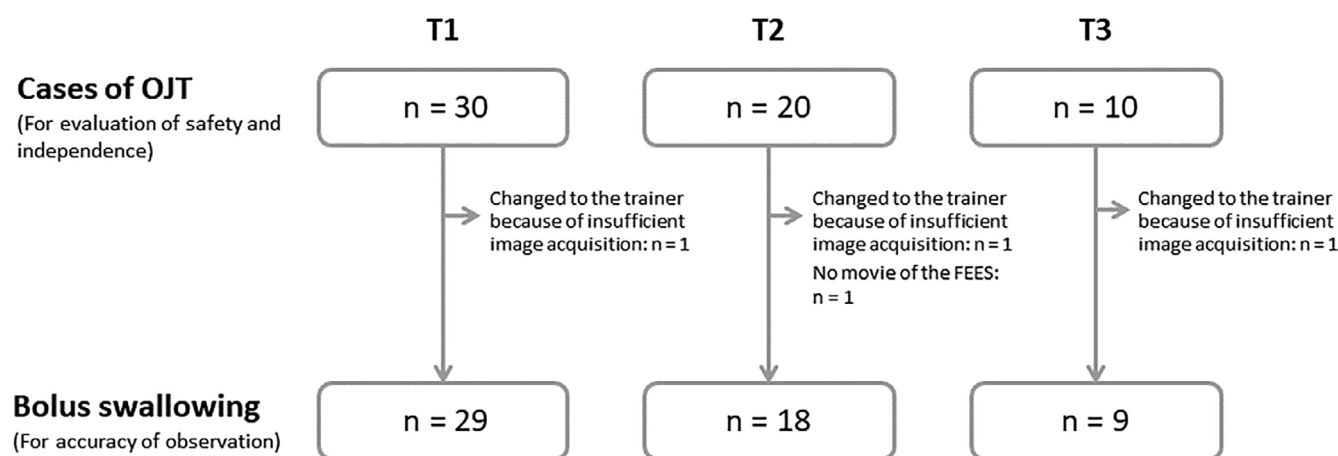 T1
T2
T3
Cases of OJT
(For evaluation of safety and
independence)
n = 30
n = 20
n = 10
Changed to the trainer
because of insufficient
image acquisition: n = 1
Changed to the trainer
because of insufficient
image acquisition: n = 1
No movie of the FEES:
n = 1
Changed to the trainer
because of insufficient
image acquisition: n = 1
Bolus swallowing
(For accuracy of observation)
n = 29
n = 18
n = 9